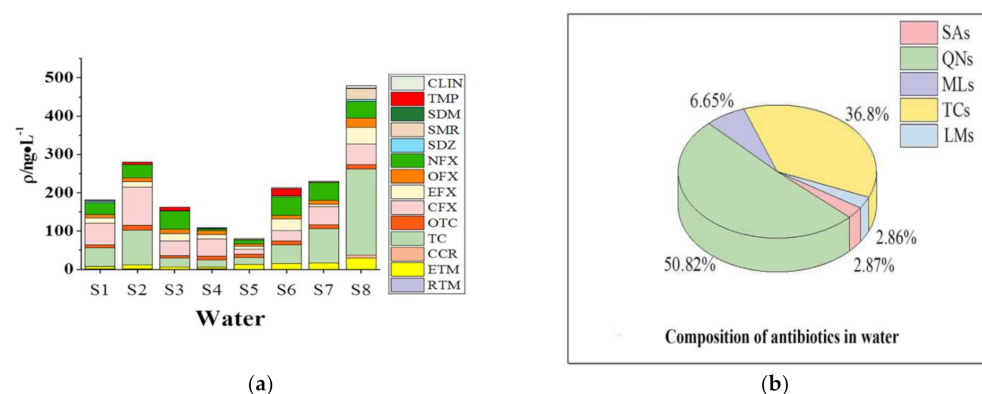 500
400
300
200
100
0
ρ/ng•L⁻¹
S1 S2 S3 S4 S5 S6 S7 S8
Water
CLIN
TMP
SDM
SMR
SDZ
NFX
OFX
EFX
CFX
OTC
TC
CCR
ETM
RTM
(a)
SAs
QNs
MLs
TCs
LMs
6.65%
36.8%
2.86%
2.87%
50.82%
Composition of antibiotics in water
(b)